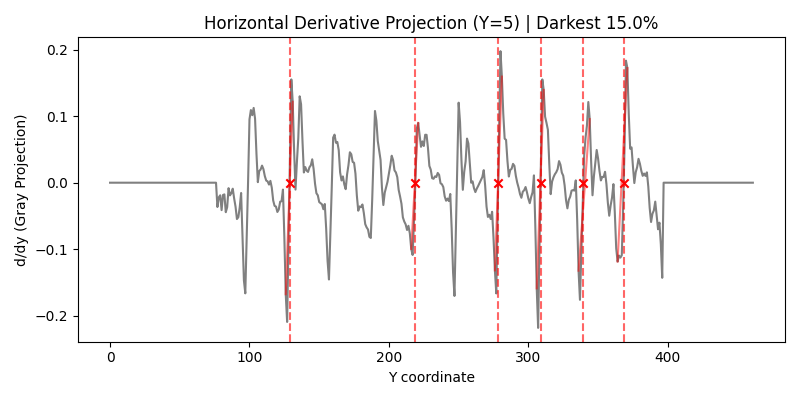 Horizontal Derivative Projection (Y=5) | Darkest 15.0%
d/dy (Gray Projection)
0.2
0.1
0.0
−0.1
−0.2
0 100 200 300 400
Y coordinate